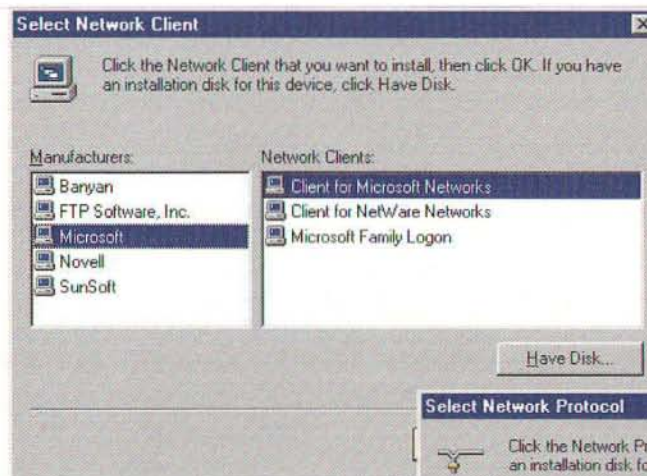 Select Network Client
Click the Network Client that you want to install, then click OK. If you have
an installation disk for this device, click Have Disk.
Manufacturers:
Banyan
FTP Software, Inc.
Microsoft
Novell
SunSoft
Network Clients:
Client for Microsoft Networks
Client for NetWare Networks
Microsoft Family Logon
Have Disk...
Select Network Protocol
Click the Network
an installation disk